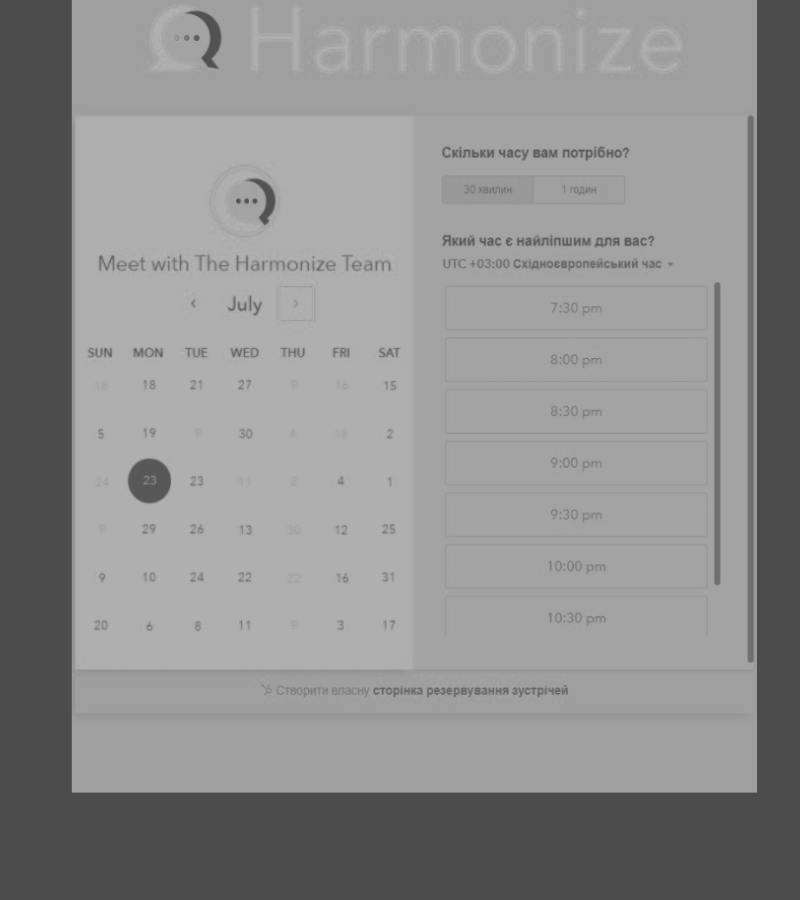 Harmonize
Meet with The Harmonize Team
July
SUN MON TUE WED THU FRI SAT
18 18 21 27 9 16 15
5 19 9 30 4 18 2
24 23 23 11 2 4 1
9 29 26 13 30 12 25
9 10 24 22 22 16 31
20 6 8 11 9 3 17
Скільки часу вам потрібно?
30 хвилин 1 годин
Який час є найліпшим для вас?
UTC +03:00 Східноєвропейський час
7:30 pm
8:00 pm
8:30 pm
9:00 pm
9:30 pm
10:00 pm
10:30 pm
Створити власну сторінка резервування зустрічей